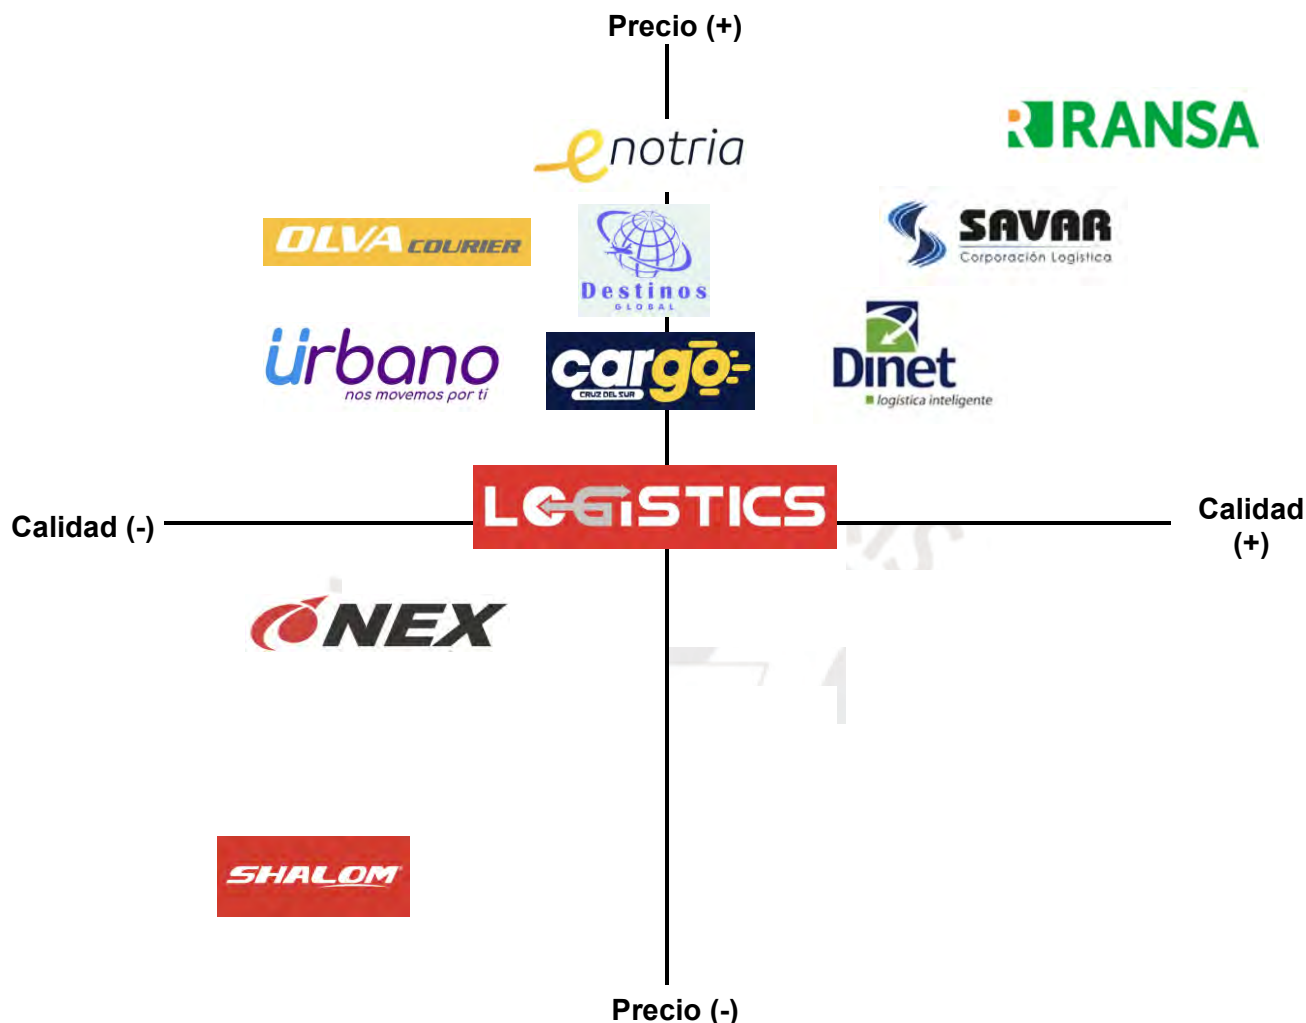 Precio (+)
enotria
RANSA
OLVA COURIER
Destinos
GLOBAL
SAVAR
Corporación Logística
ürbano
nos movemos por ti
cargo
CRUZ DEL SUR
Dinet
logística inteligente
LOGiSTICS
Calidad (-)
Calidad
(+)
NEX
SHALOM
Precio (-)